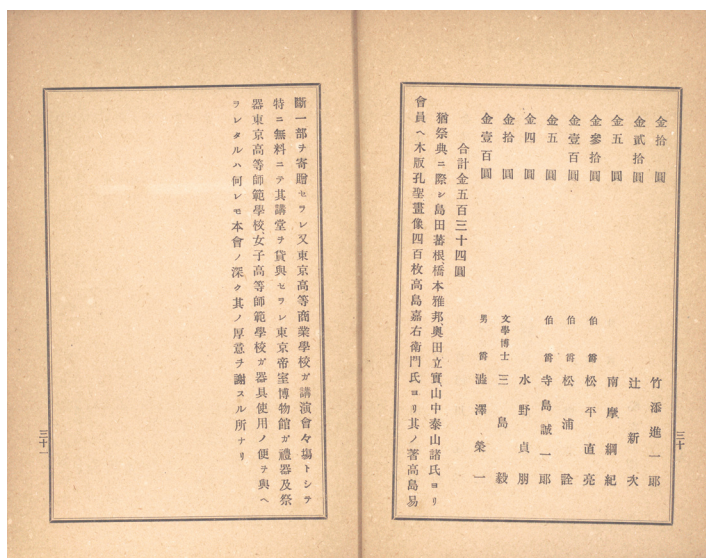 金拾圓 竹添進一郎
金貳拾圓 辻新次
金五圓 南摩綱紀
金參拾圓 伯爵 松平直亮
金壹百圓 伯爵 松浦詮
金五圓 伯爵 寺島誠一郎
金四圓 水野貞朋
金拾圓 文學博士 三島毅
金壹百圓 男爵 澁澤榮一
合計金五百三十四圓
猶祭典ニ際シ島田蕃根、橋本雅邦、奧田立實、山中泰山諸氏ヨリ
會員ヘ木版孔聖畫像四百枚高島嘉右衛門氏ヨリ其ノ著高島易
三十
斷一部ヲ寄贈セラレ又東京高等商業學校ガ講演會々場トシテ
特ニ無料ニテ其講堂ヲ貸與セラレ東京帝室博物館ガ禮器及祭
器東京高等師範學校、女子高等師範學校ガ器具使用ノ便ヲ與ヘ
ラレタルハ何レモ本會ノ深ク其ノ厚意ヲ謝スル所ナリ
三十一